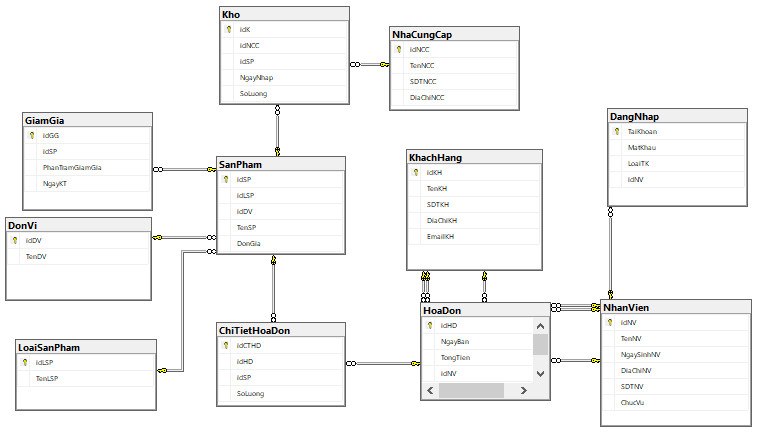 Kho
idK
idNCC
idSP
NgayNhap
SoLuong
NhaCungCap
idNCC
TenNCC
SDTNCC
DiaChiNCC
GiamGia
idGG
idSP
PhanTramGiamGia
NgayKT
SanPham
idSP
idLSP
idDV
TenSP
DonGia
KhachHang
idKH
TenKH
SDTKH
DiaChiKH
EmailKH
DangNhap
TaiKhoan
MatKhau
LoaiTK
idNV
DonVi
idDV
TenDV
LoaiSanPham
idLSP
TenLSP
ChiTietHoaDon
idCTHD
idHD
idSP
SoLuong
HoaDon
idHD
NgayBan
TongTien
idNV
NhanVien
idNV
TenNV
NgaySinhNV
DiaChiNV
SDTNV
ChucVu